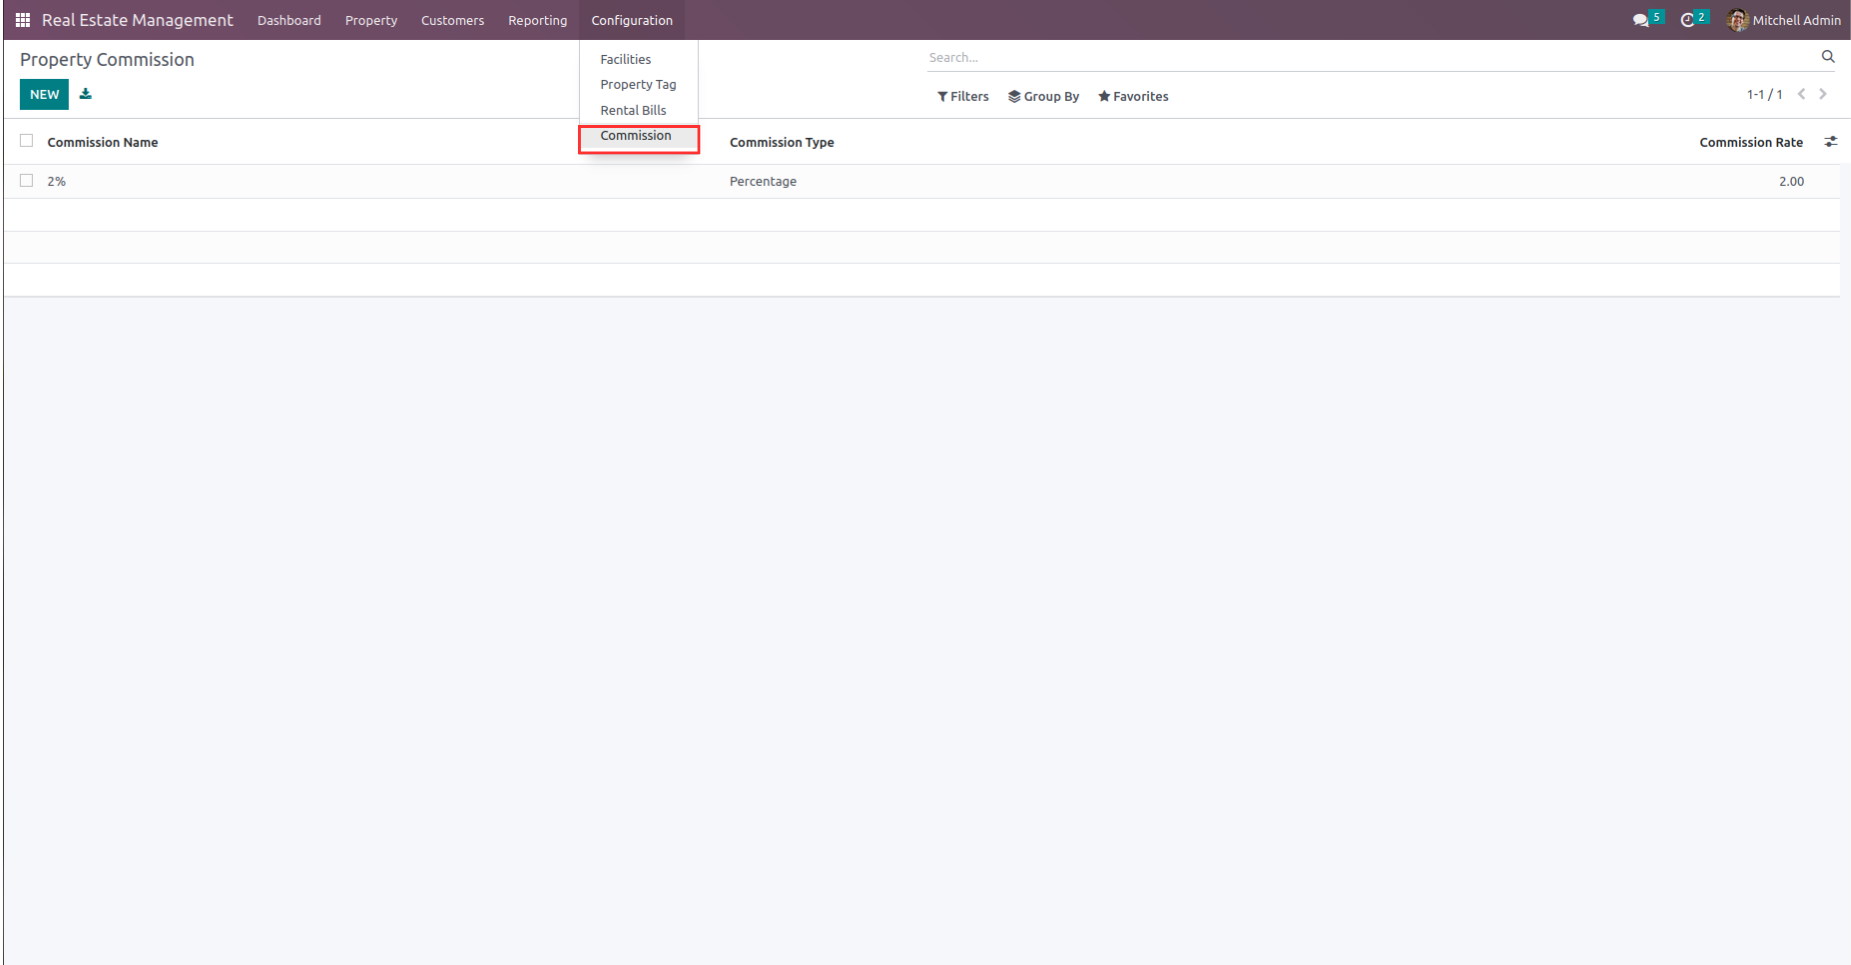 Real Estate Management Dashboard Property Customers Reporting Configuration 5 2 Mitchell Admin
Property Commission
Facilities
Property Tag
Rental Bills
Commission
Search...
NEW
Filters Group By Favorites
1-1 / 1
Commission Name Commission Type Commission Rate
2% Percentage 2.00